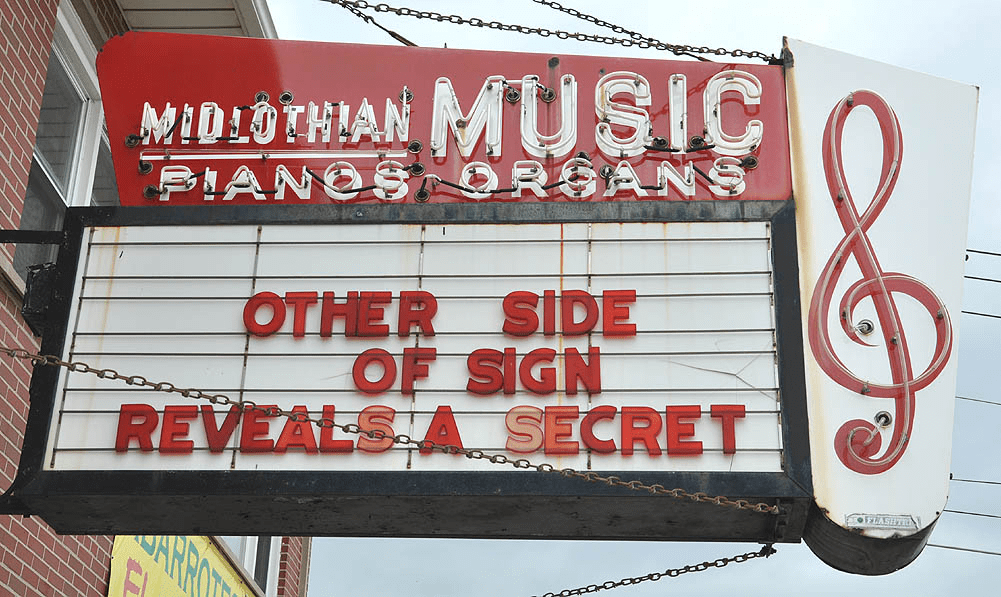 MIDLOTHIAN MUSIC
PIANOS ORGANS
OTHER SIDE
OF SIGN
REVEALS A SECRET